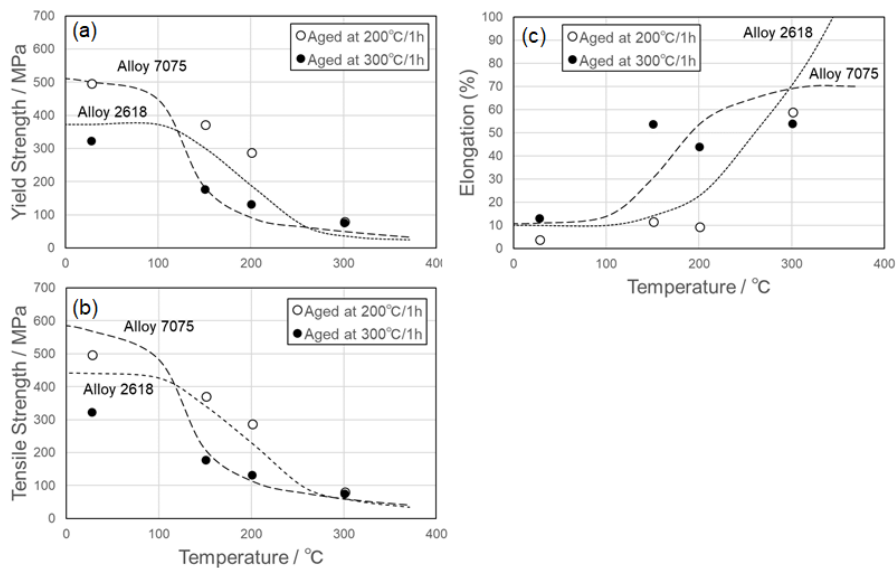 (a)
Aged at 200℃/1h
Aged at 300℃/1h
Alloy 7075
Alloy 2618
Yield Strength / MPa
700
600
500
400
300
200
100
0
0 100 200 300 400
(b)
Aged at 200℃/1h
Aged at 300℃/1h
Alloy 7075
Alloy 2618
Tensile Strength / MPa
700
600
500
400
300
200
100
0
0 100 200 300 400
Temperature / ℃
(c)
Aged at 200℃/1h
Aged at 300℃/1h
Alloy 2618
Alloy 7075
Elongation (%)
100
90
80
70
60
50
40
30
20
10
0
0 100 200 300 400
Temperature / ℃